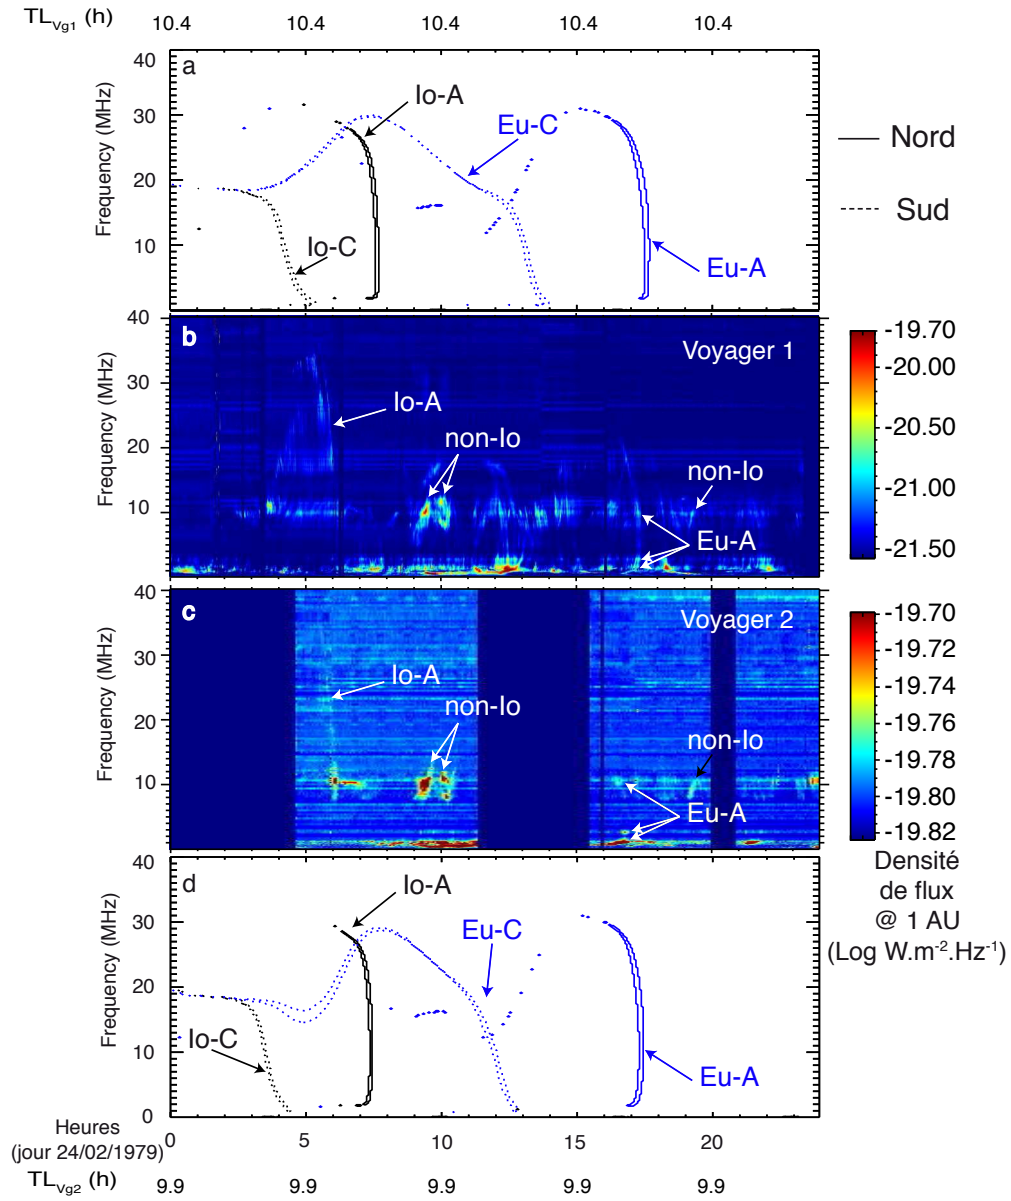 TL Vg1 (h) 10.4 10.4 10.4 10.4 10.4
40
30
20
10
Frequency (MHz)
a
Io-A
Eu-C
Io-C
Eu-A
Nord
Sud
40
30
20
10
0
Frequency (MHz)
b
Voyager 1
Io-A
non-Io
non-Io
Eu-A
-19.70
-20.00
-20.50
-21.00
-21.50
40
30
20
10
0
Frequency (MHz)
c
Voyager 2
Io-A
non-Io
non-Io
Eu-A
-19.70
-19.72
-19.74
-19.76
-19.78
-19.80
-19.82
Densité
de flux
@ 1 AU
(Log W.m-2.Hz-1)
40
30
20
10
0
Frequency (MHz)
d
Io-A
Eu-C
Io-C
Eu-A
Heures
(jour 24/02/1979)
0 5 10 15 20
TL Vg2 (h) 9.9 9.9 9.9 9.9 9.9